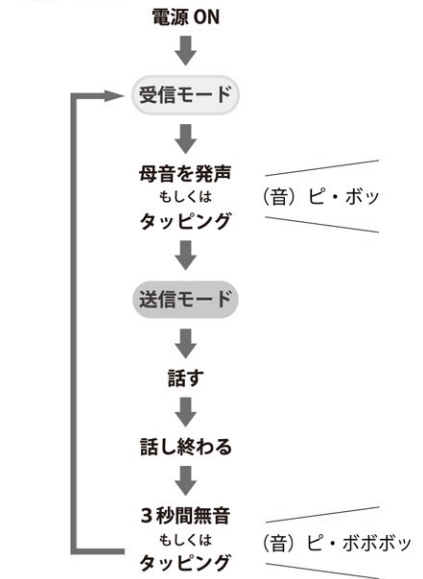 電源 ON
受信モード
母音を発声
もしくは
タッピング
(音) ピ・ボッ
送信モード
話す
話し終わる
3秒間無音
もしくは
タッピング
(音) ピ・ボボボッ